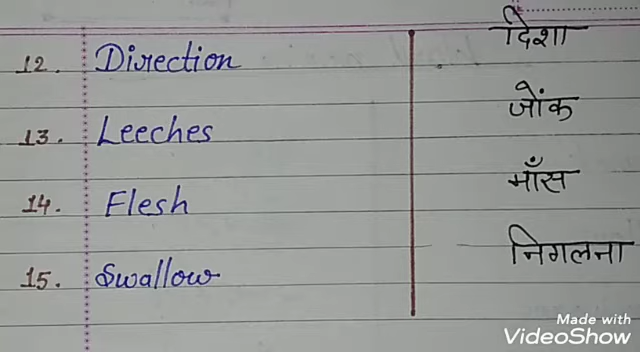 12. Direction दिशा
13. Leeches जोंक
14. Flesh माँस
15. Swallow निगलना
Made with
VideoShow